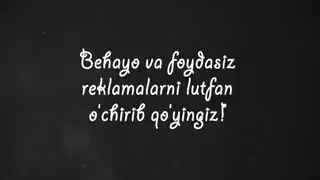 Behayo va foydasiz
reklamalarni lutfan
o'chirib qo'yingiz!